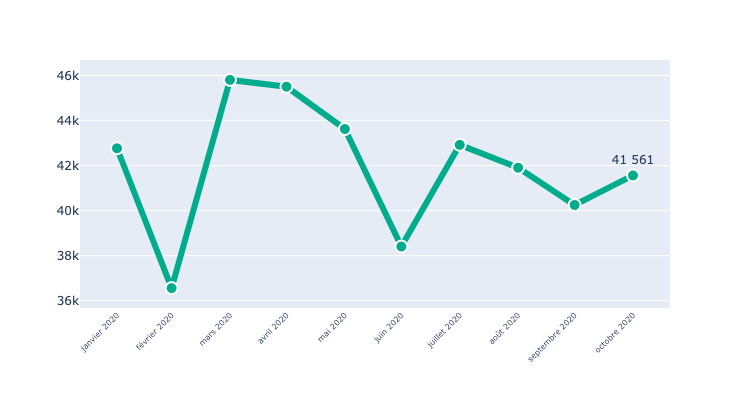 46k
44k
42k
40k
38k
36k
41 561
janvier 2020
février 2020
mars 2020
avril 2020
mai 2020
juin 2020
juillet 2020
août 2020
septembre 2020
octobre 2020